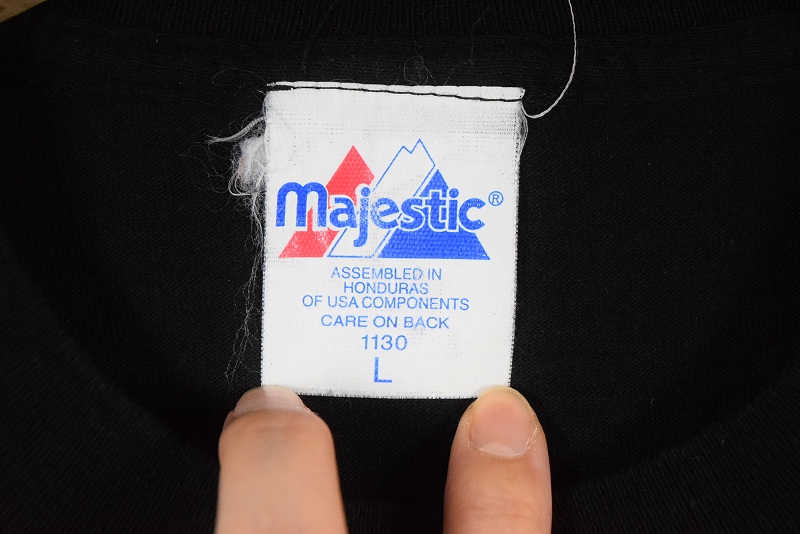 Majestic®
ASSEMBLED IN
HONDURAS
OF USA COMPONENTS
CARE ON BACK
1130
L